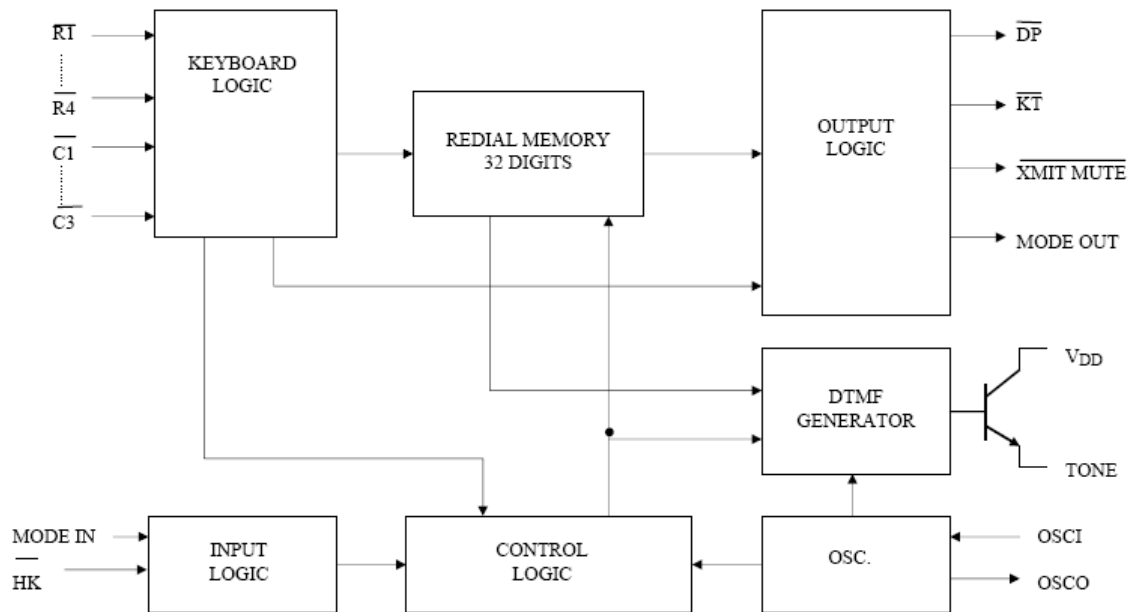 R1
R4
C1
C3
KEYBOARD
LOGIC
REDIAL MEMORY
32 DIGITS
OUTPUT
LOGIC
DP
KT
XMIT MUTE
MODE OUT
DTMF
GENERATOR
VDD
TONE
MODE IN
HK
INPUT
LOGIC
CONTROL
LOGIC
OSC.
OSCI
OSCO